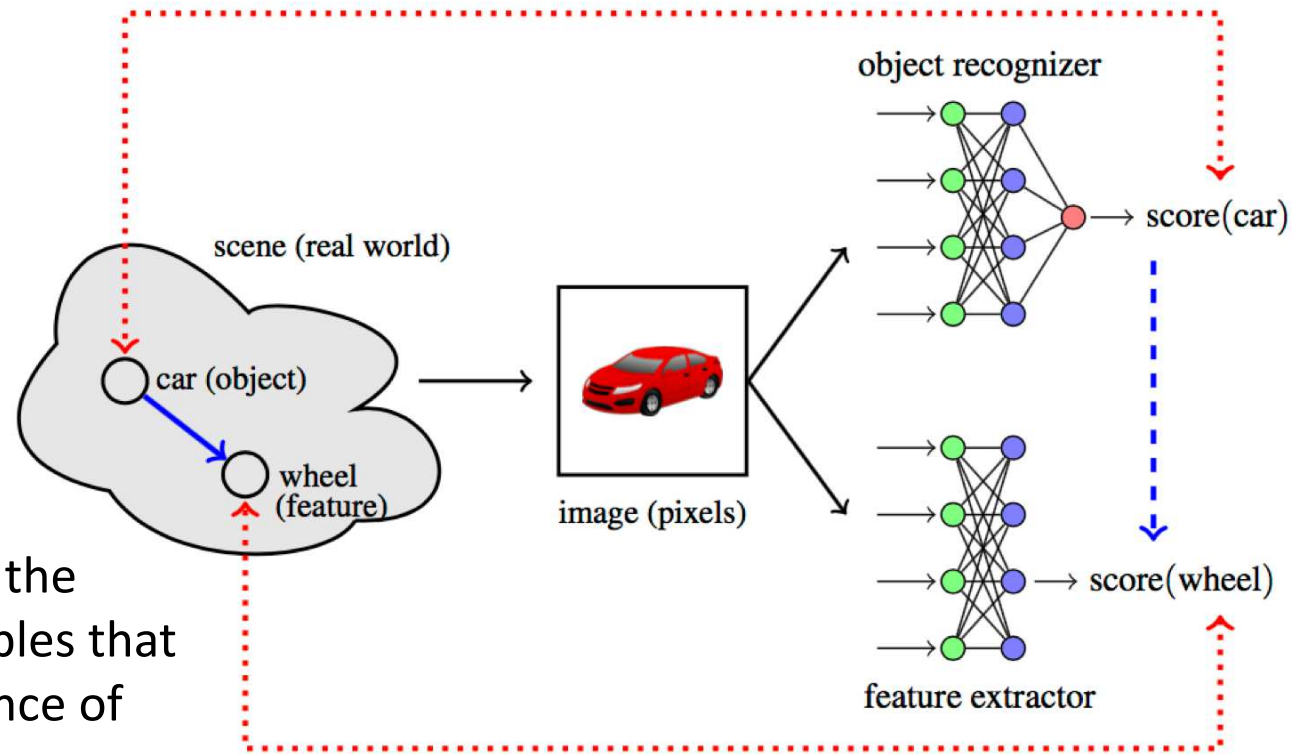 object recognizer
scene (real world)
score(car)
car (object)
wheel
(feature)
image (pixels)
the
score(wheel)
that
feature extractor
nce of